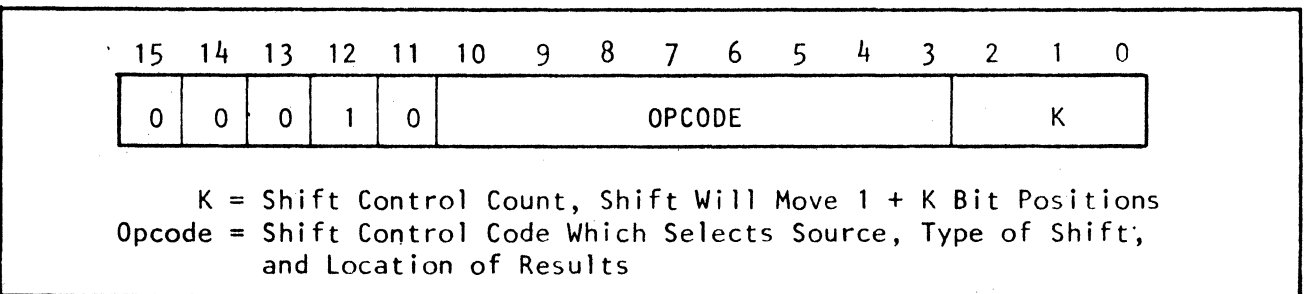 15 14 13 12 11 10 9 8 7 6 5 4 3 2 1 0
0 0 0 1 0 OPCODE K
K = Shift Control Count, Shift Will Move 1 + K Bit Positions
Opcode = Shift Control Code Which Selects Source, Type of Shift,
and Location of Results